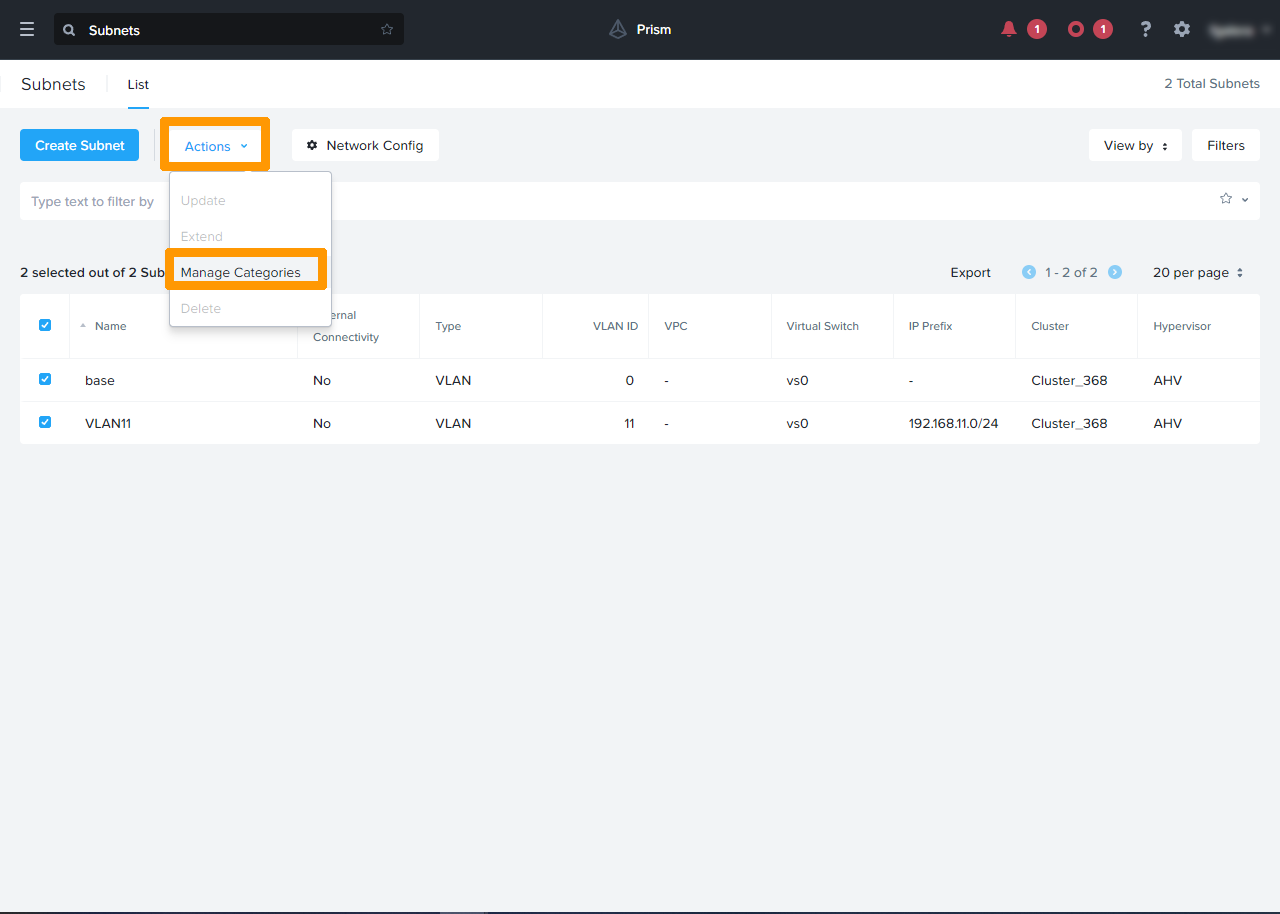 Subnets
Prism
1
1
?
Subnets
List
2 Total Subnets
Create Subnet
Actions
Network Config
View by
Filters
Type text to filter by
Update
Extend
Manage Categories
Delete
2 selected out of 2 Sub
Export
1 - 2 of 2
20 per page
Name
ernal
Connectivity
Type
VLAN ID
VPC
Virtual Switch
IP Prefix
Cluster
Hypervisor
base No VLAN 0 - vs0 - Cluster_368 AHV
VLAN11 No VLAN 11 - vs0 192.168.11.0/24 Cluster_368 AHV